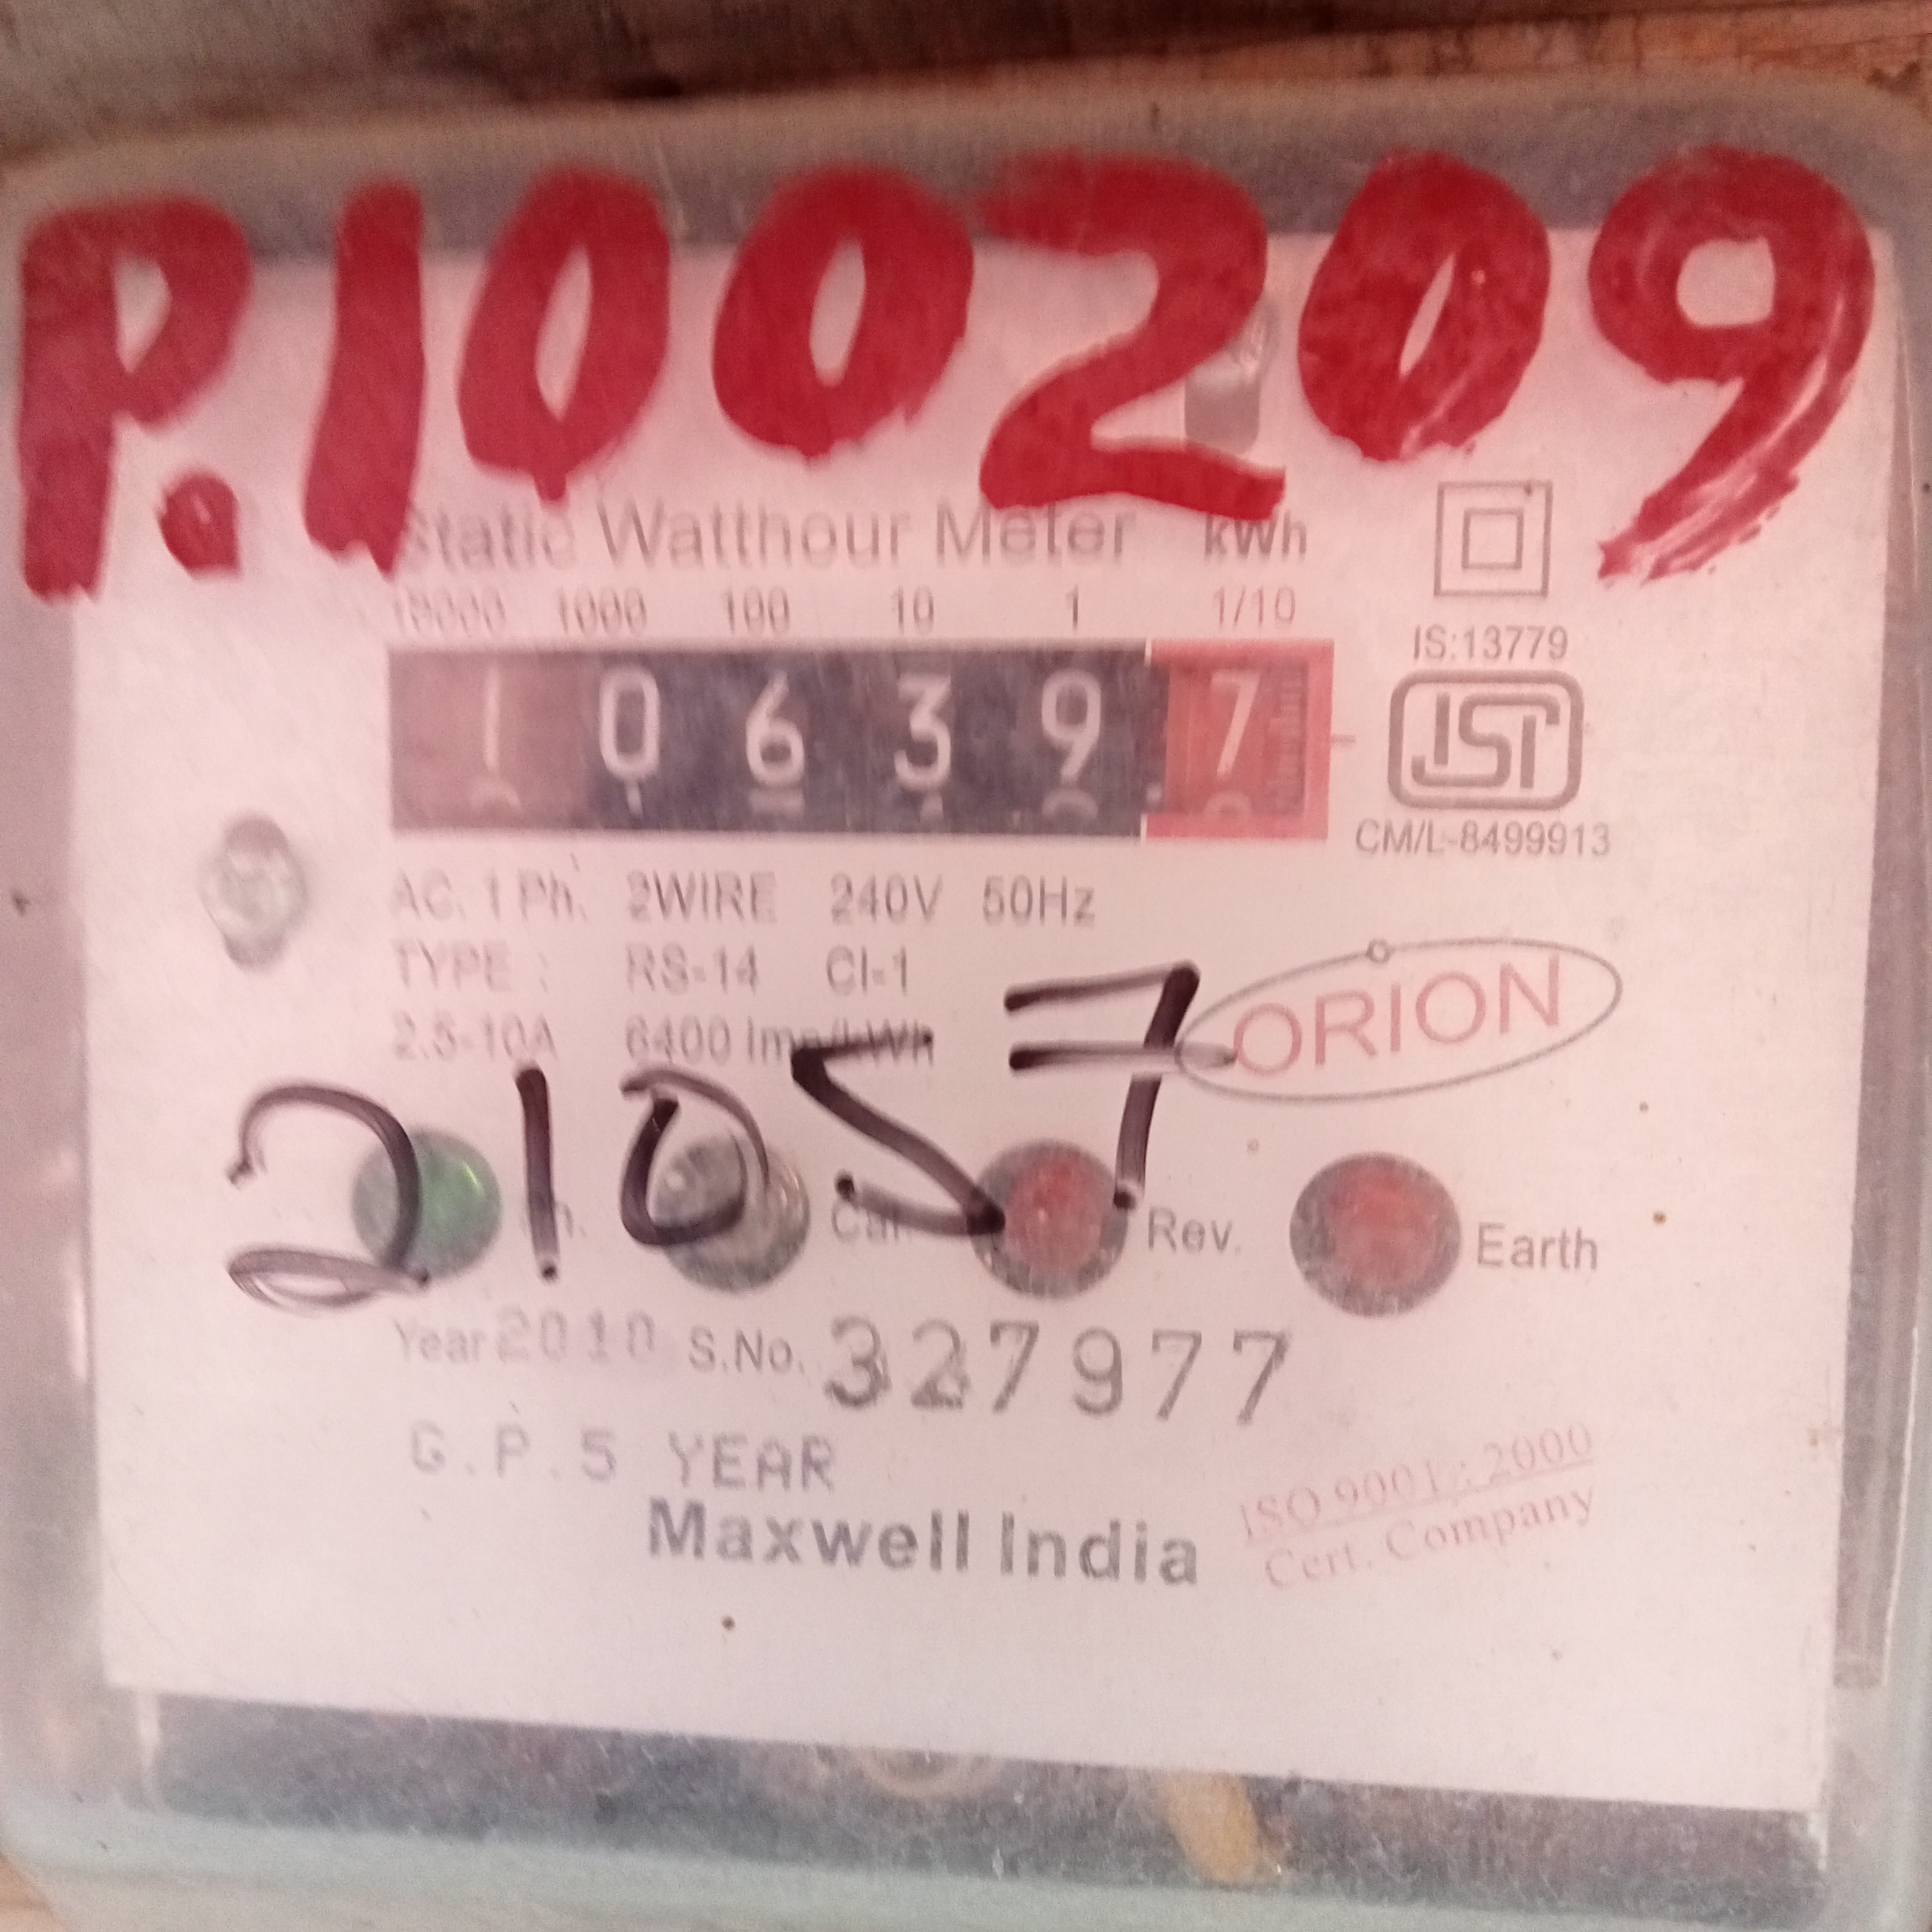 P.100209
Static Watthour Meter kWh
10000 1000 100 10 1 1/10
1 0 6 3 9 7
IS:13779
ISI
CM/L-8499913
AC. 1 Ph. 2WIRE 240V 50Hz
TYPE : RS-14 Cl-1
2.5-10A 6400 Imp/kWh
ORION
21057
Cal. Rev. Earth
Year 2010 S.No. 327977
G.P.5 YEAR
Maxwell India
ISO 9001 : 2000
Cert. Company